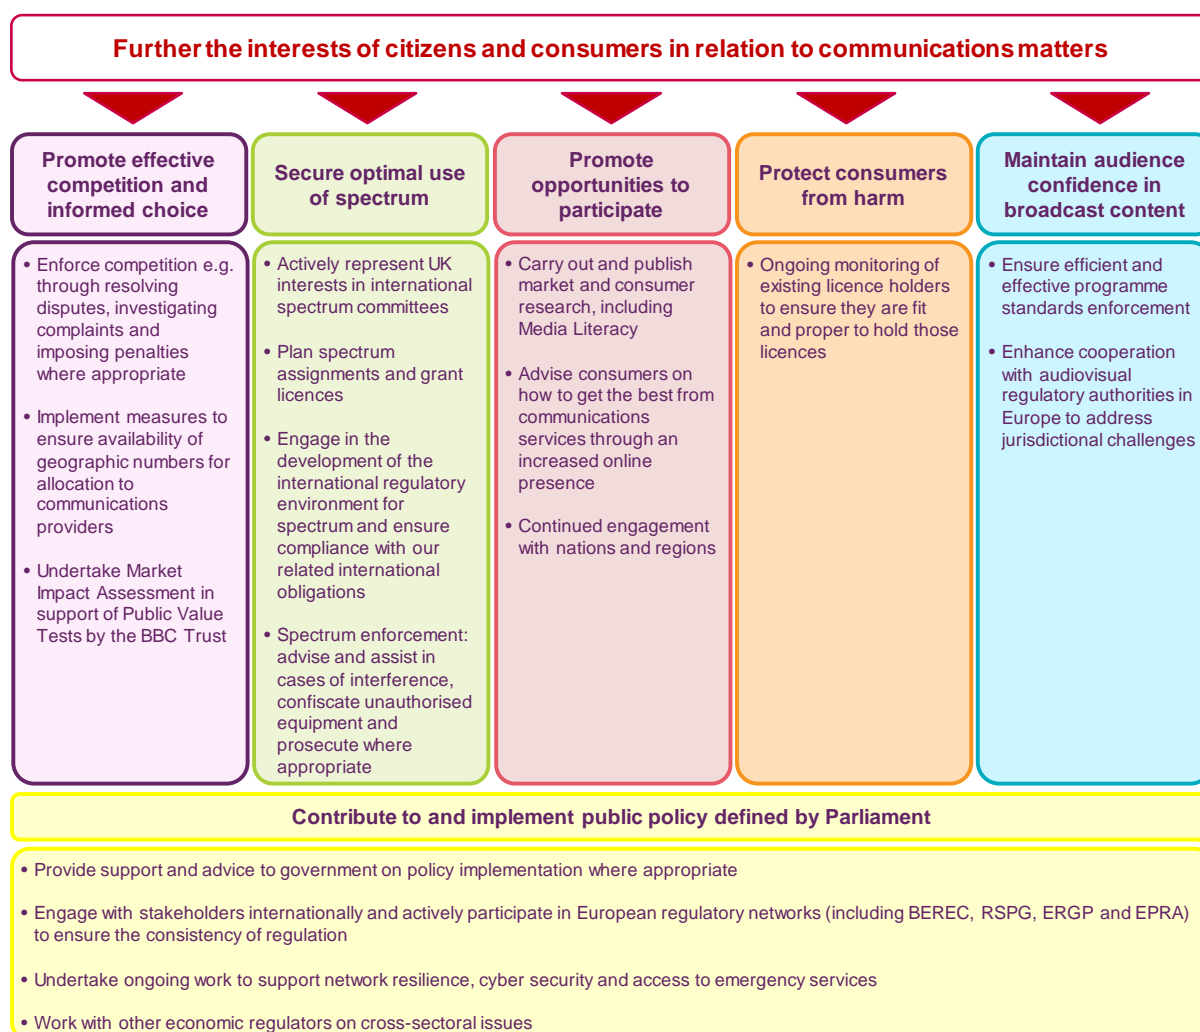 Further the interests of citizens and consumers in relation to communications matters
Promote effective
competition and
informed choice
• Enforce competition e.g.
through resolving
disputes, investigating
complaints and
imposing penalties
where appropriate
• Implement measures to
ensure availability of
geographic numbers for
allocation to
communications
providers
• Undertake Market
Impact Assessment in
support of Public Value
Tests by the BBC Trust
Secure optimal use
of spectrum
• Actively represent UK
interests in international
spectrum committees
• Plan spectrum
assignments and grant
licences
• Engage in the
development of the
international regulatory
environment for
spectrum and ensure
compliance with our
related international
obligations
• Spectrum enforcement:
advise and assist in
cases of interference,
confiscate unauthorised
equipment and
prosecute where
appropriate
Promote
opportunities to
participate
• Carry out and publish
market and consumer
research, including
Media Literacy
• Advise consumers on
how to get the best from
communications
services through an
increased online
presence
• Continued engagement
with nations and regions
Protect consumers
from harm
• Ongoing monitoring of
existing licence holders
to ensure they are fit
and proper to hold those
licences
Maintain audience
confidence in
broadcast content
• Ensure efficient and
effective programme
standards enforcement
• Enhance cooperation
with audiovisual
regulatory authorities in
Europe to address
jurisdictional challenges
Contribute to and implement public policy defined by Parliament
• Provide support and advice to government on policy implementation where appropriate
• Engage with stakeholders internationally and actively participate in European regulatory networks (including BEREC, RSPG, ERGP and EPRA)
to ensure the consistency of regulation
• Undertake ongoing work to support network resilience, cyber security and access to emergency services
• Work with other economic regulators on cross-sectoral issues